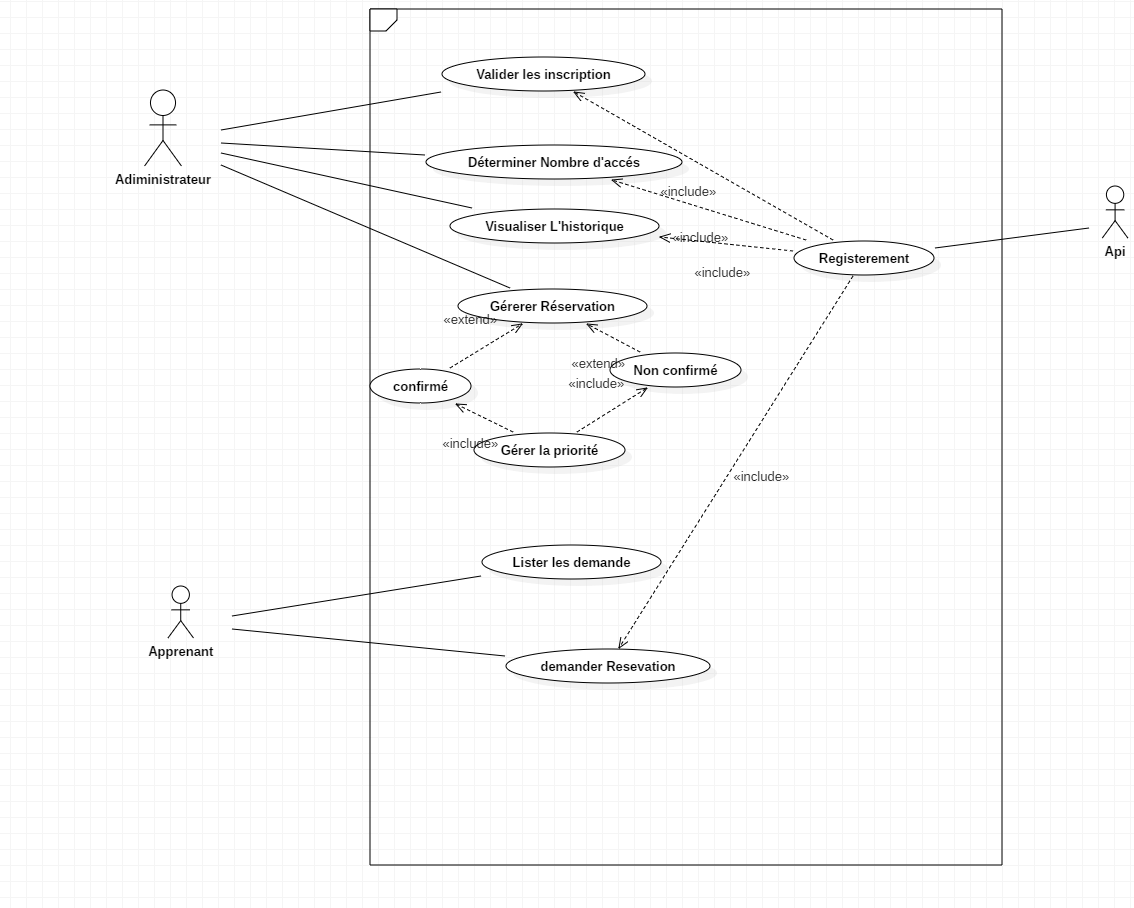 Valider les inscription
Adiministrateur
Déterminer Nombre d'accés
«include»
Visualiser L'historique
«include»
Registerement
Api
«include»
Gérerer Réservation
«extend»
«extend»
Non confirmé
confirmé
«include»
«include»
Gérer la priorité
«include»
Lister les demande
Apprenant
demander Resevation